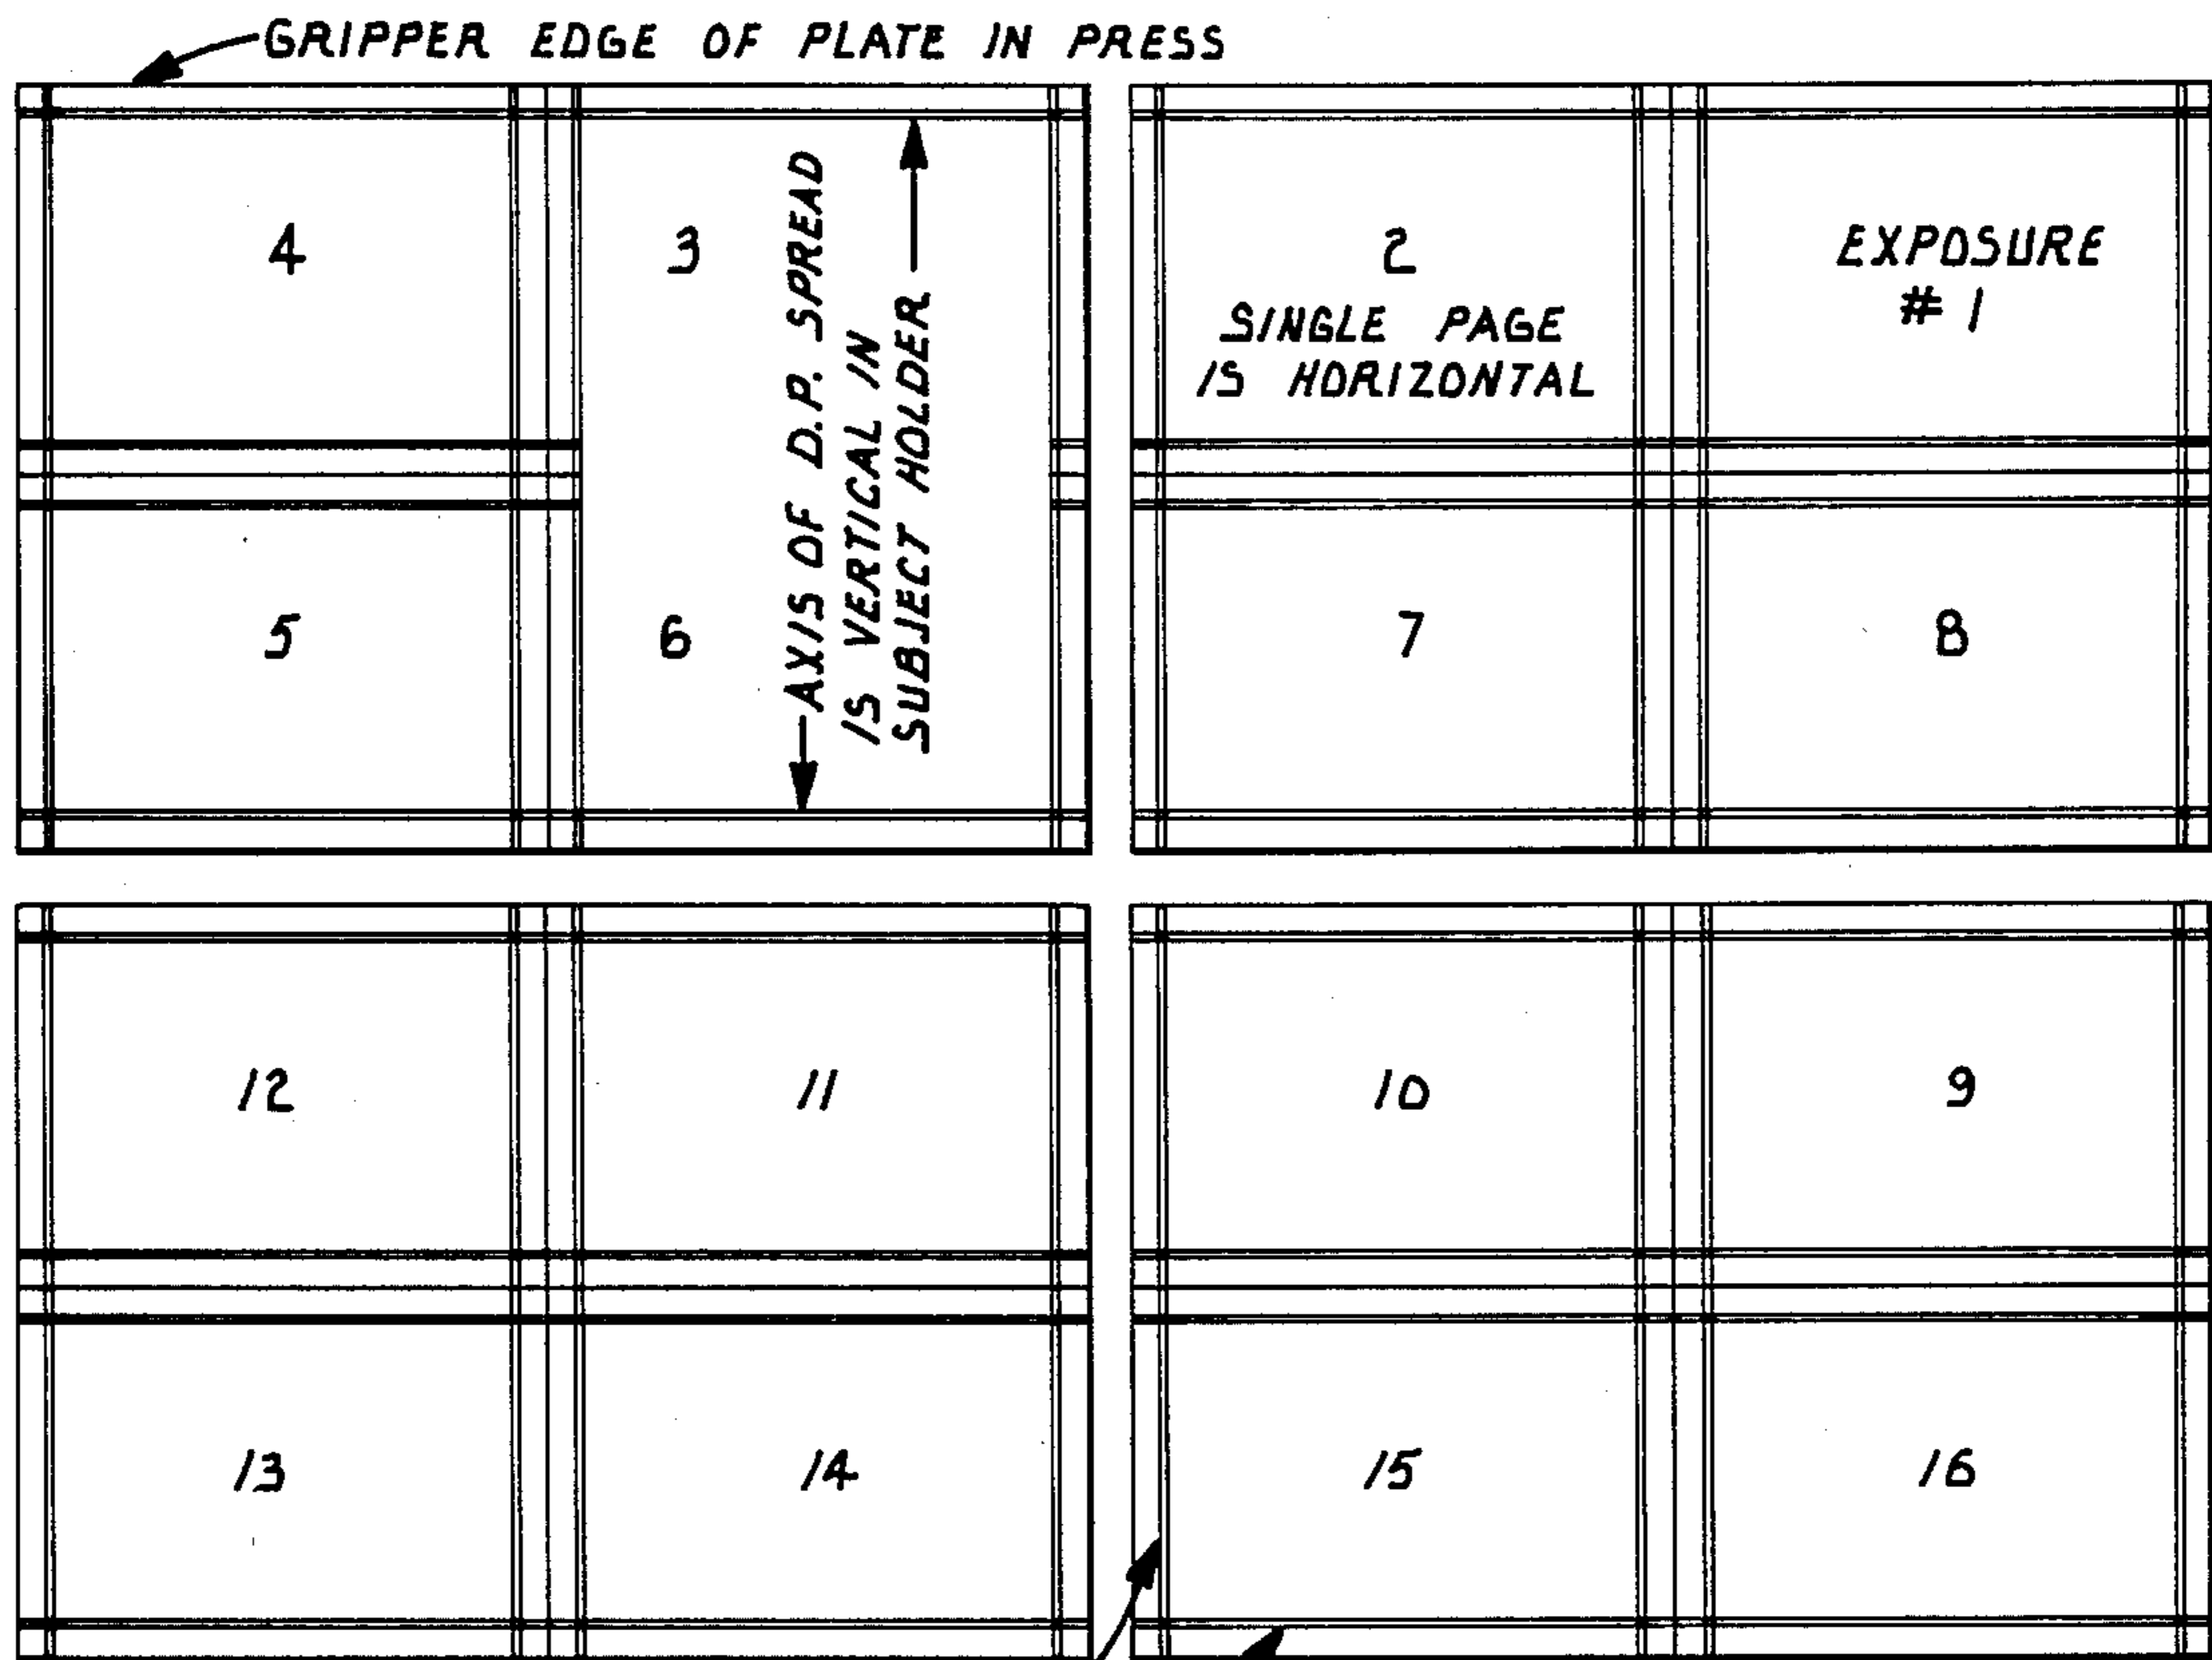 GRIPPER EDGE OF PLATE IN PRESS
4
3
AXIS OF D.P. SPREAD
IS VERTICAL IN
SUBJECT HOLDER
2
SINGLE PAGE
IS HORIZONTAL
EXPOSURE
# 1
5
6
7
8
12
11
10
9
13
14
15
16